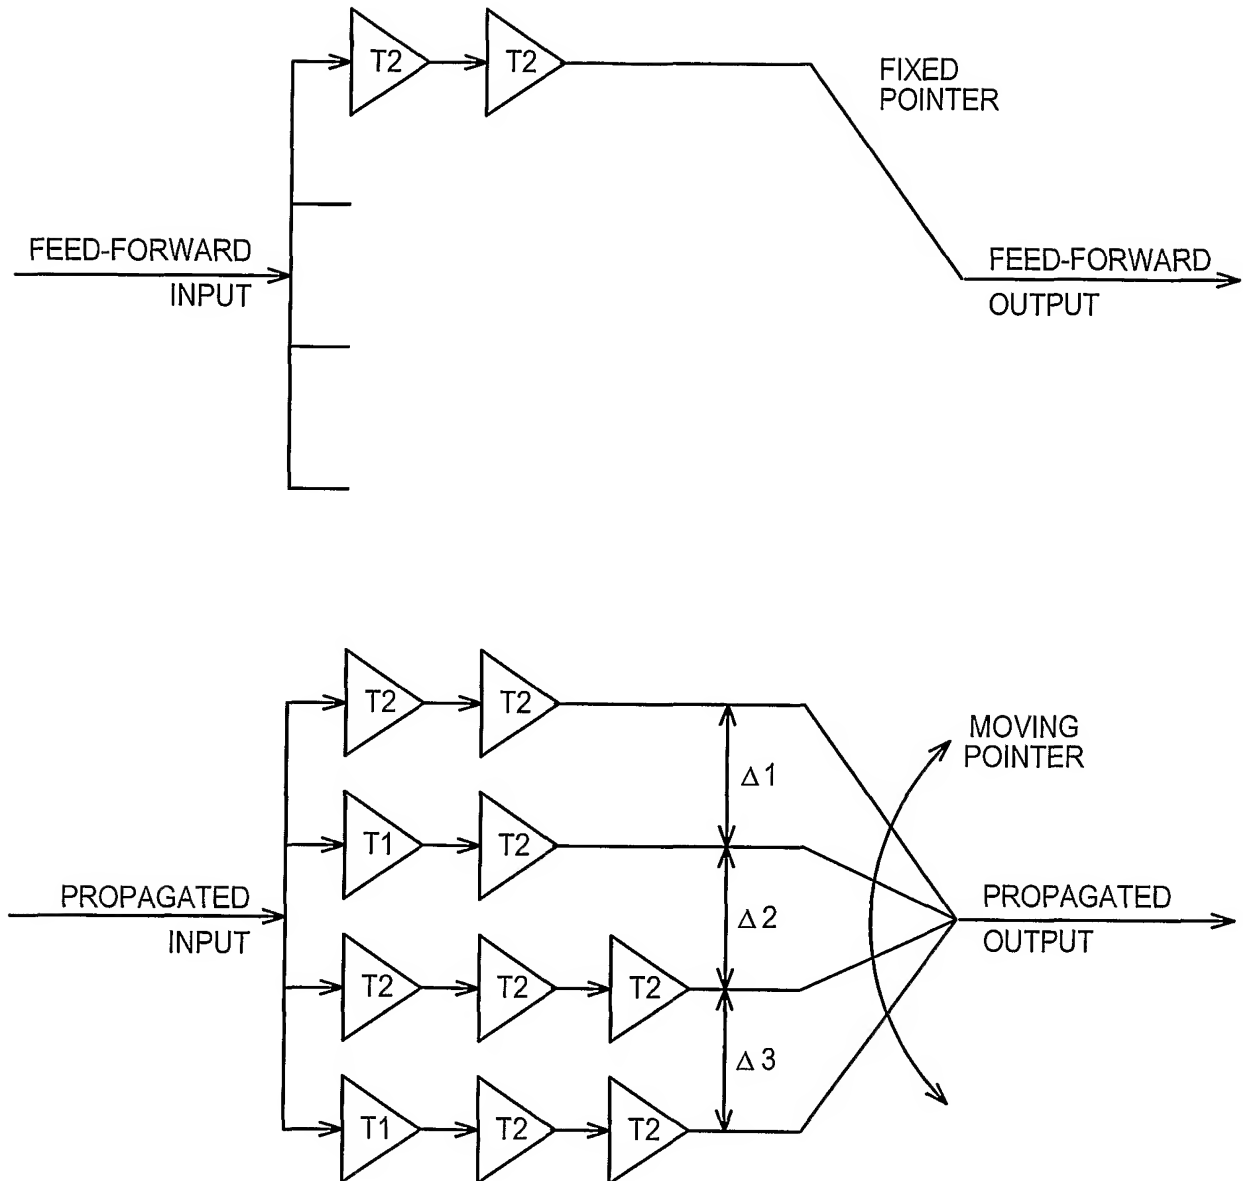 T2 T2
FIXED
POINTER
FEED-FORWARD
INPUT
FEED-FORWARD
OUTPUT
T2 T2
MOVING
POINTER
Δ1
T1 T2
PROPAGATED
INPUT
Δ2
PROPAGATED
OUTPUT
T2 T2 T2
Δ3
T1 T2 T2